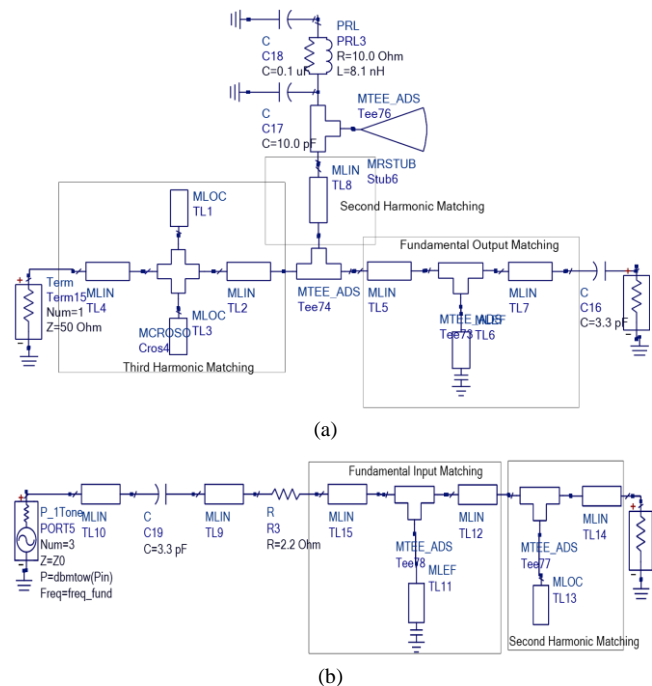 PRL
PRL3
R=10.0 Ohm
L=8.1 nH
C
C18
C=0.1 uF
MTEE_ADS
Tee76
C
C17
C=10.0 pF
MLIN
TL8
MRSTUB
Stub6
Second Harmonic Matching
MLOC
TL1
Fundamental Output Matching
Term
Term15
Num=1
Z=50 Ohm
MLIN
TL4
MCROSO
Cros4
MLOC
TL3
MLIN
TL2
Third Harmonic Matching
MTEE_ADS
Tee74
MLIN
TL5
MTEE_ADS
Tee73
MLEF
TL6
MLIN
TL7
C
C16
C=3.3 pF
(a)
Fundamental Input Matching
P_1Tone
PORT5
Num=3
Z=Z0
P=dbmtow(Pin)
Freq=freq_fund
MLIN
TL10
C
C19
C=3.3 pF
MLIN
TL9
R
R3
R=2.2 Ohm
MLIN
TL15
MTEE_ADS
Tee78
MLEF
TL11
MLIN
TL12
MTEE_ADS
Tee77
MLOC
TL13
MLIN
TL14
Second Harmonic Matching
(b)